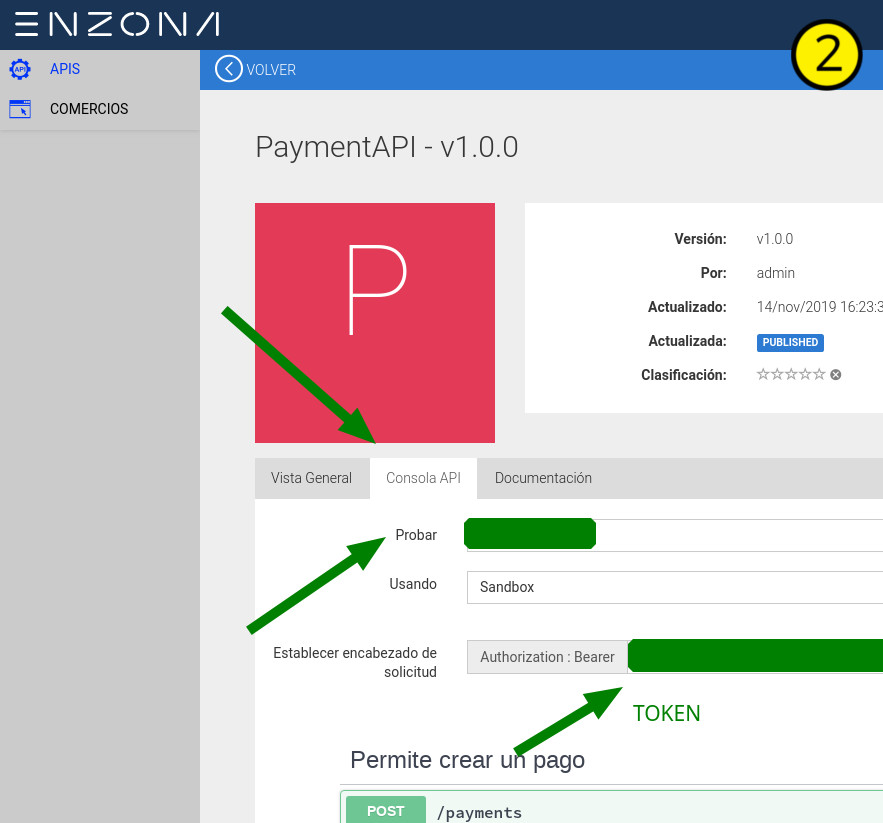 ENZONA
2
API
APIS
VOLVER
COMERCIOS
PaymentAPI - v1.0.0
P
Versión: v1.0.0
Por: admin
Actualizado: 14/nov/2019 16:23:3
Actualizada: PUBLISHED
Clasificación:
Vista General Consola API Documentación
Probar
Usando Sandbox
Establecer encabezado de
solicitud
Authorization : Bearer
TOKEN
Permite crear un pago
POST /payments